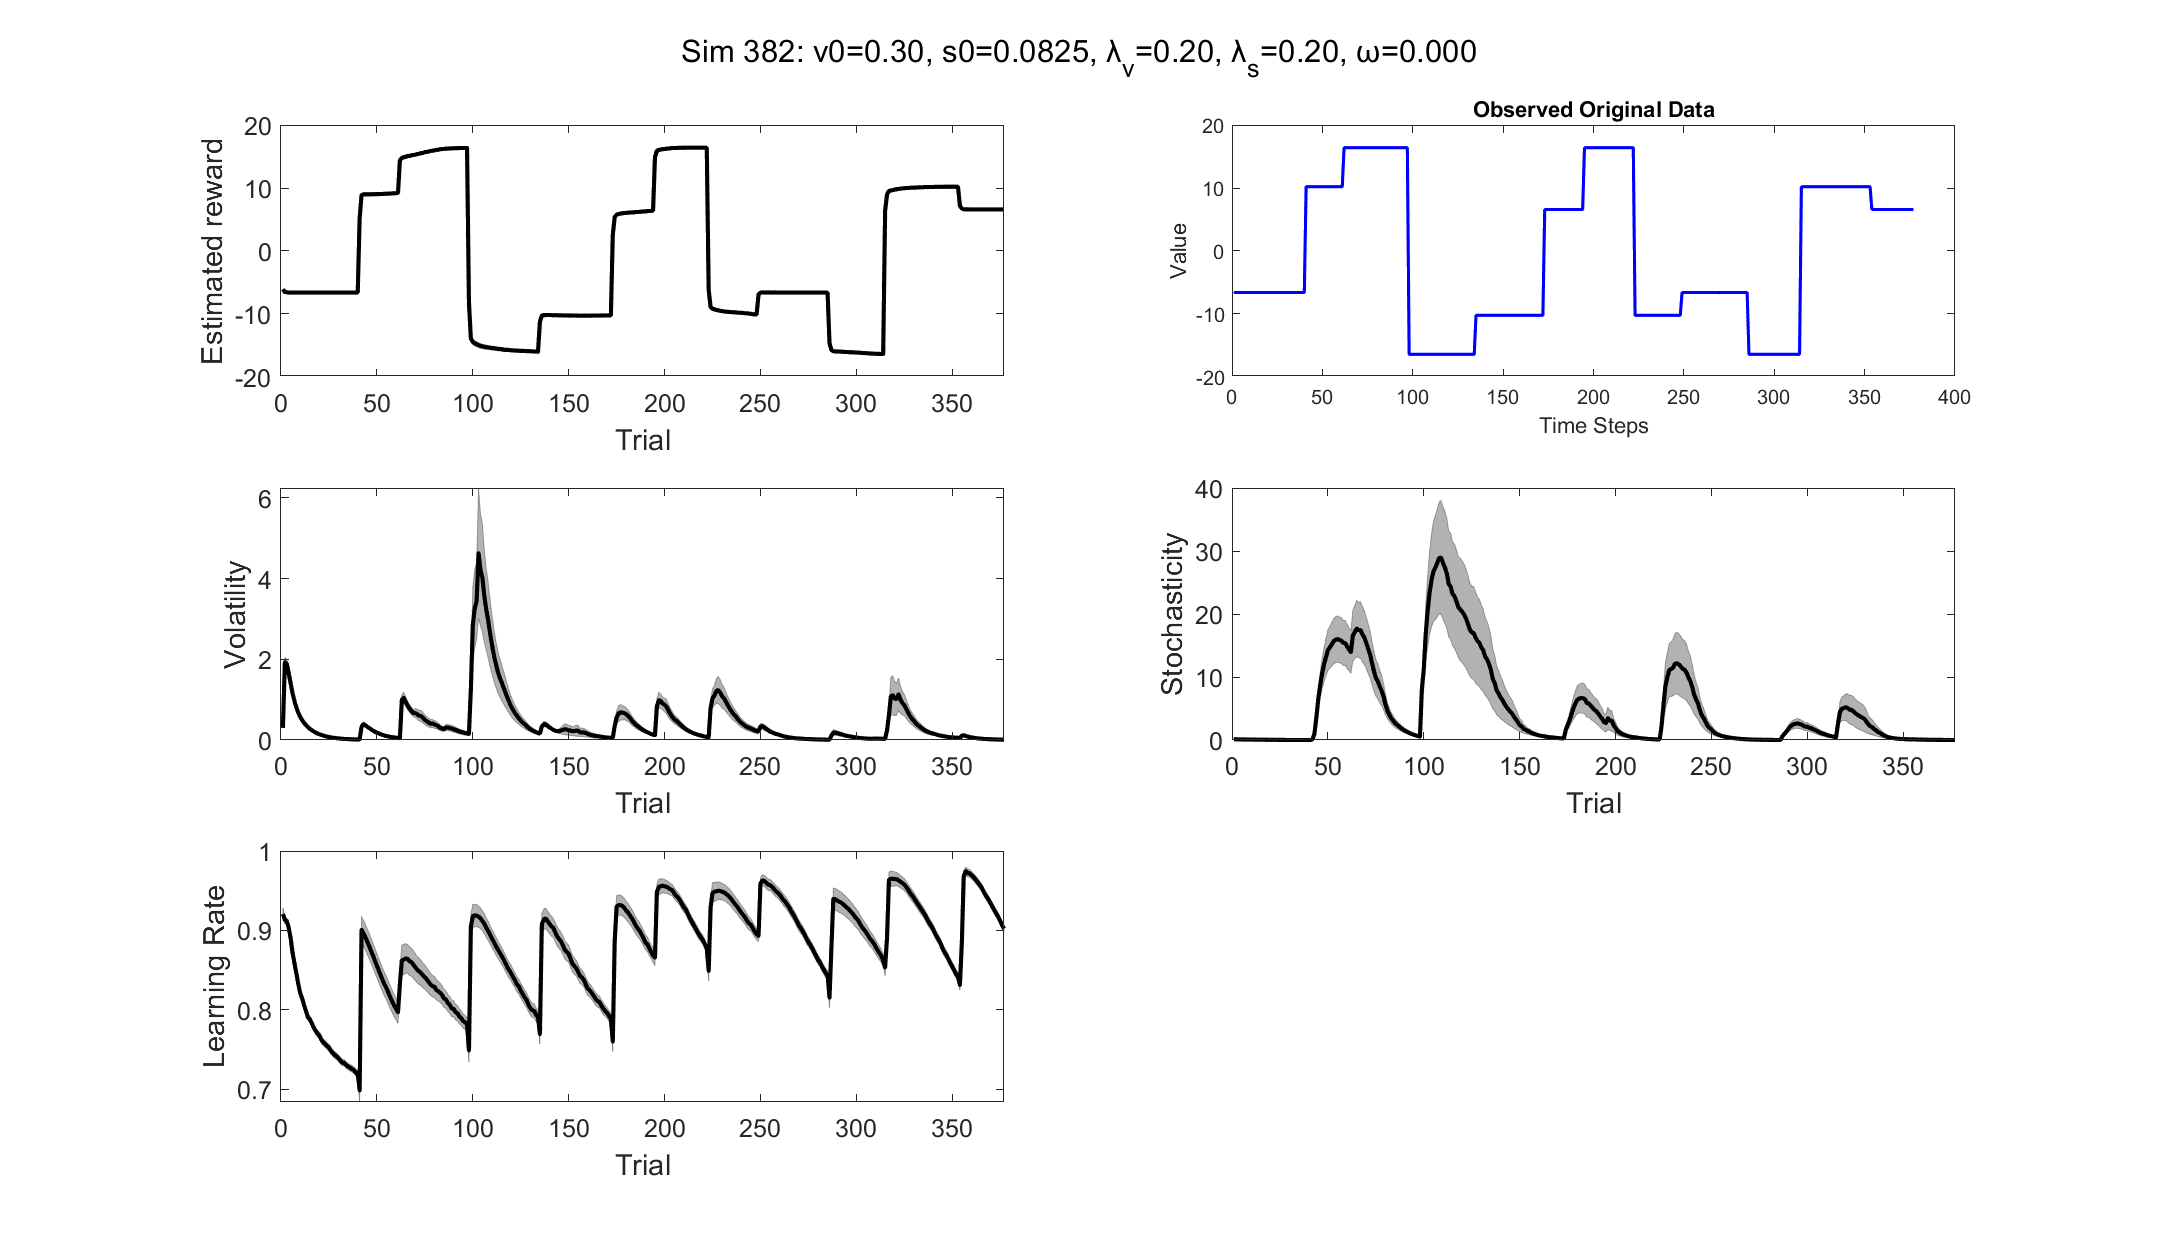 Sim 382: v0=0.30, s0=0.0825, λv=0.20, λs=0.20, ω=0.000
Estimated reward
20
10
0
-10
-20
0 50 100 150 200 250 300 350
Trial
Observed Original Data
Value
20
10
0
-10
-20
0 50 100 150 200 250 300 350 400
Time Steps
Volatility
6
4
2
0
0 50 100 150 200 250 300 350
Trial
Stochasticity
40
30
20
10
0
0 50 100 150 200 250 300 350
Trial
Learning Rate
1
0.9
0.8
0.7
0 50 100 150 200 250 300 350
Trial